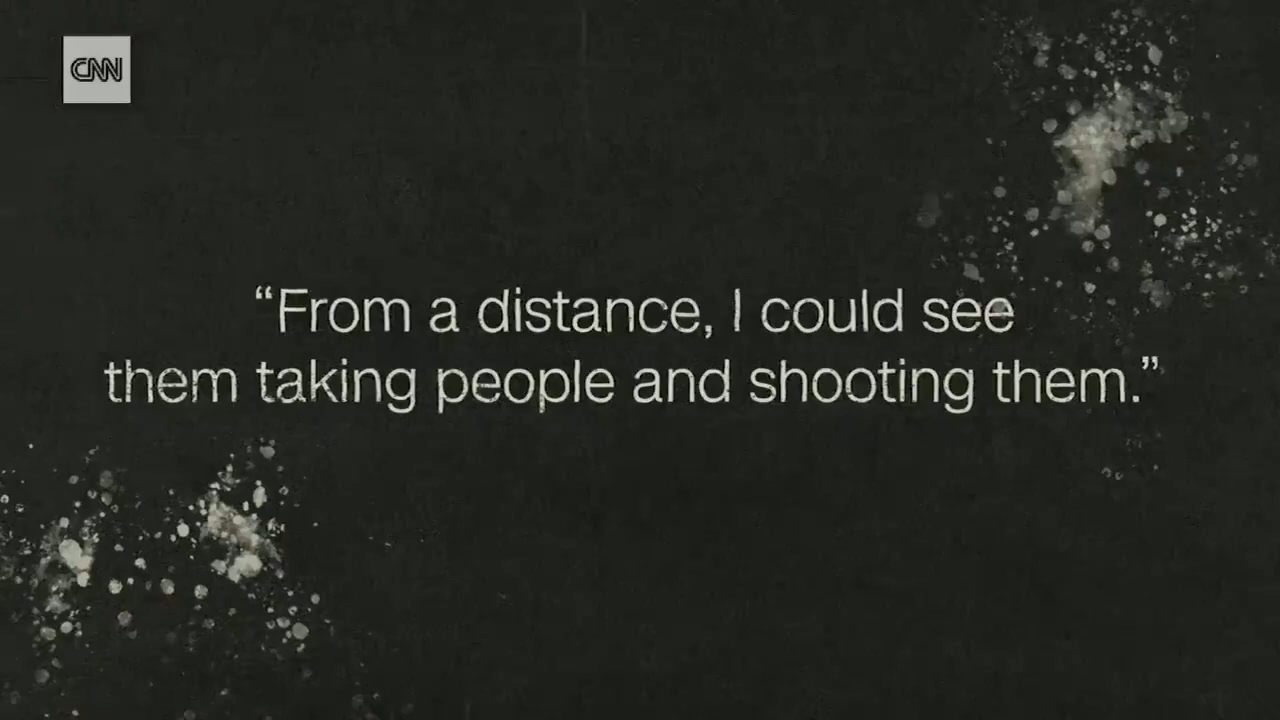 CNN
“From a distance, I could see
them taking people and shooting them.”